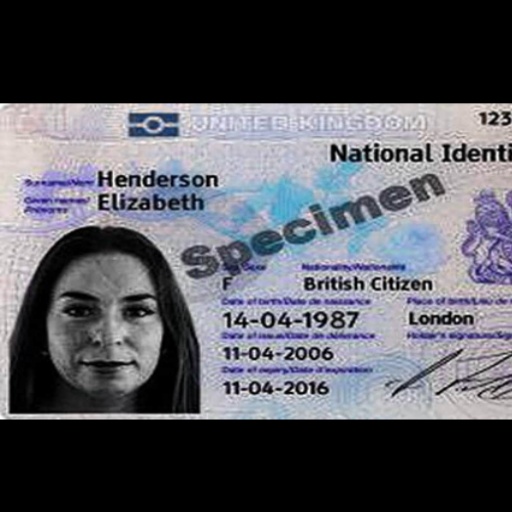 UNITED KINGDOM
123
National Identi
Surname/Nom Henderson
Given names/ Elizabeth
Prénoms
Specimen
Sex/Sexe
Nationality/Nationalité
F
British Citizen
Date of birth/Date de naissance
Place of birth/Lieu de
14-04-1987
London
Date of issue/Date de délivrance
Holder's signature/Sig
11-04-2006
Date of expiry/Date d'expiration
11-04-2016